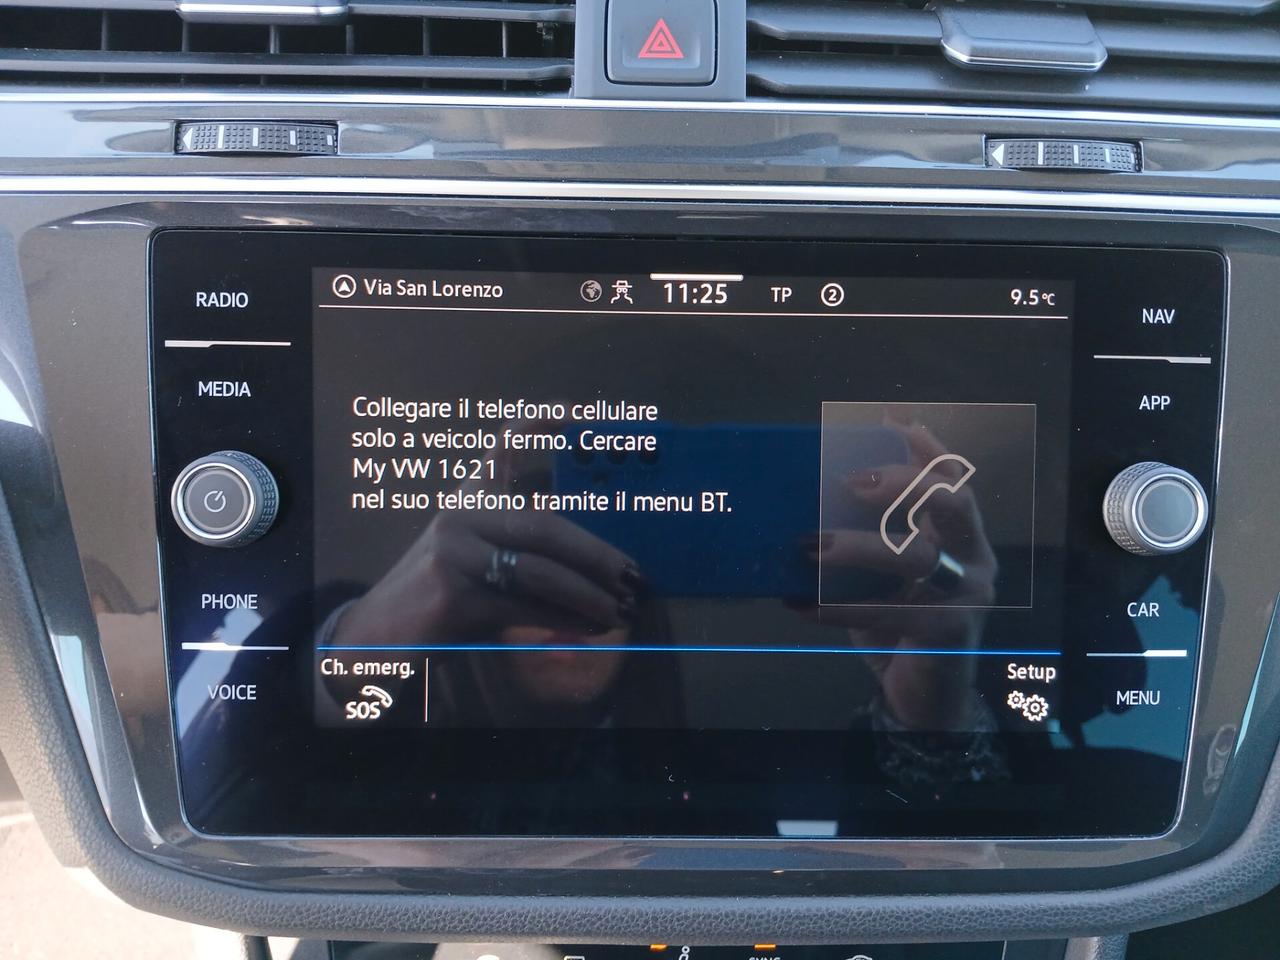 RADIO
MEDIA
PHONE
VOICE
Via San Lorenzo
11:25
TP
2
9.5°C
Collegare il telefono cellulare
solo a veicolo fermo. Cercare
My VW 1621
nel suo telefono tramite il menu BT.
Ch. emerg.
SOS
Setup
NAV
APP
CAR
MENU